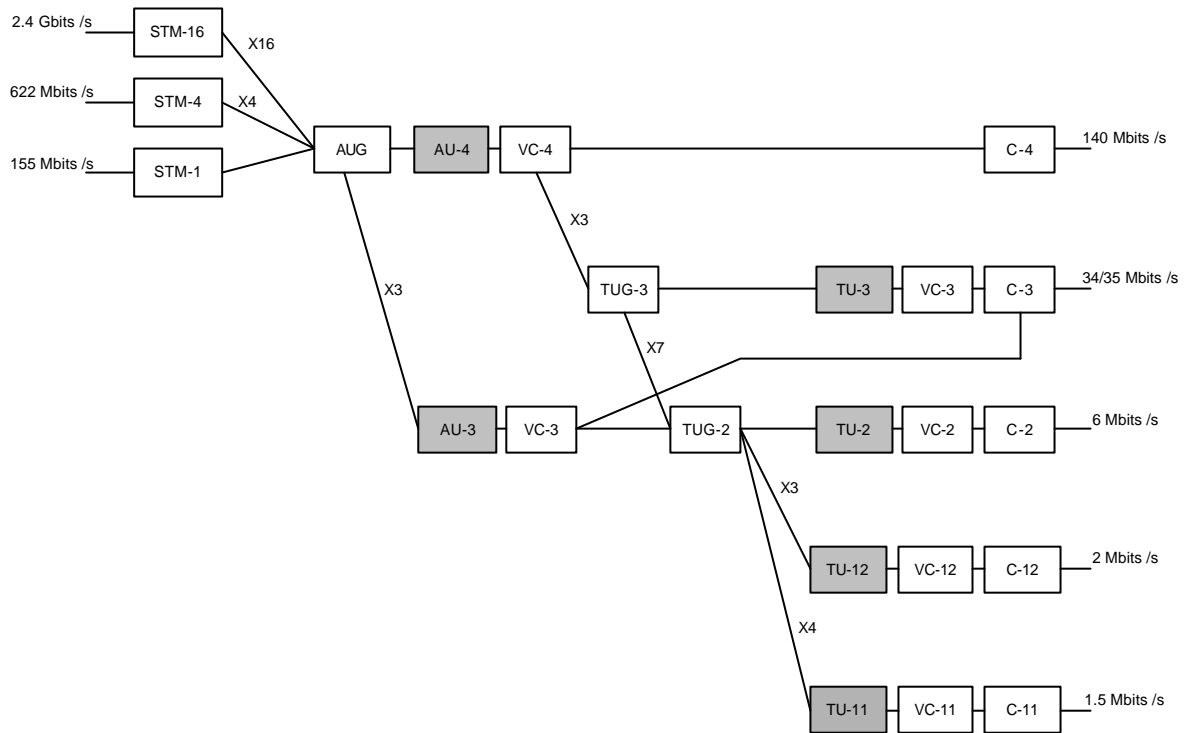 2.4 Gbits /s
STM-16
X16
622 Mbits /s
STM-4
X4
155 Mbits /s
STM-1
AUG
AU-4
VC-4
C-4
140 Mbits /s
X3
X3
TUG-3
TU-3
VC-3
C-3
34/35 Mbits /s
X7
AU-3
VC-3
TUG-2
TU-2
VC-2
C-2
6 Mbits /s
X3
TU-12
VC-12
C-12
2 Mbits /s
X4
TU-11
VC-11
C-11
1.5 Mbits /s